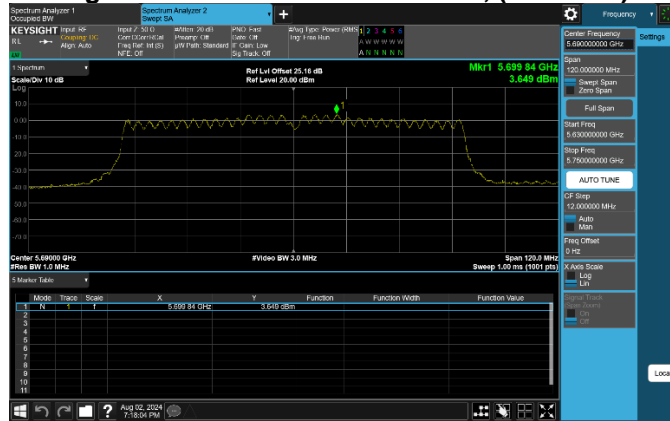 Spectrum Analyzer 1
Occupied BW
Spectrum Analyzer 2
Swept SA
+
Frequency
KEYSIGHT
Input: RF
Coupling: DC
Align: Auto
Input Z: 50 Ω
Corr CCorr RCal
Freq Ref: Int (S)
NFE: Off
#Atten: 20 dB
Preamp: Off
µW Path: Standard
PNO: Fast
Gate: Off
IF Gain: Low
Sig Track: Off
#Avg Type: Power (RMS)
Trig: Free Run
1 2 3 4 5 6
A W W W W W
A N N N N N
1 Spectrum
Scale/Div 10 dB
Log
Ref Lvl Offset 25.16 dB
Ref Level 20.00 dBm
Mkr1 5.699 84 GHz
3.649 dBm
1
10.0
0.00
-10.0
-20.0
-30.0
-40.0
-50.0
-60.0
-70.0
Center 5.69000 GHz
#Res BW 1.0 MHz
#Video BW 3.0 MHz
Span 120.0 MHz
Sweep 1.00 ms (1001 pts)
5 Marker Table
Mode Trace Scale X Y Function Function Width Function Value
1 N 1 f 5.699 84 GHz 3.649 dBm
2
3
4
5
6
7
8
9
10
11
Aug 02, 2024
7:18:04 PM
Center Frequency
5.690000000 GHz
Settings
Span
120.000000 MHz
Swept Span
Zero Span
Full Span
Start Freq
5.630000000 GHz
Stop Freq
5.750000000 GHz
AUTO TUNE
CF Step
12.000000 MHz
Auto
Man
Freq Offset
0 Hz
X Axis Scale
Log
Lin
Signal Track
(Span Zoom)
On
Off
Loca